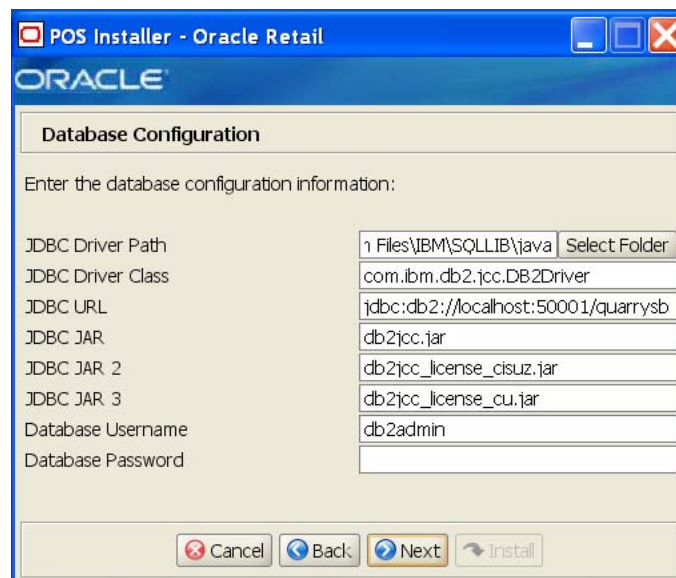 POS Installer - Oracle Retail
ORACLE
Database Configuration
Enter the database configuration information:
JDBC Driver Path
ı Files\IBM\SQLLIB\java Select Folder
JDBC Driver Class com.ibm.db2.jcc.DB2Driver
JDBC URL jdbc:db2://localhost:50001/quarrysb
JDBC JAR db2jcc.jar
JDBC JAR 2 db2jcc_license_cisuz.jar
JDBC JAR 3 db2jcc_license_cu.jar
Database Username db2admin
Database Password
Cancel Back Next Install